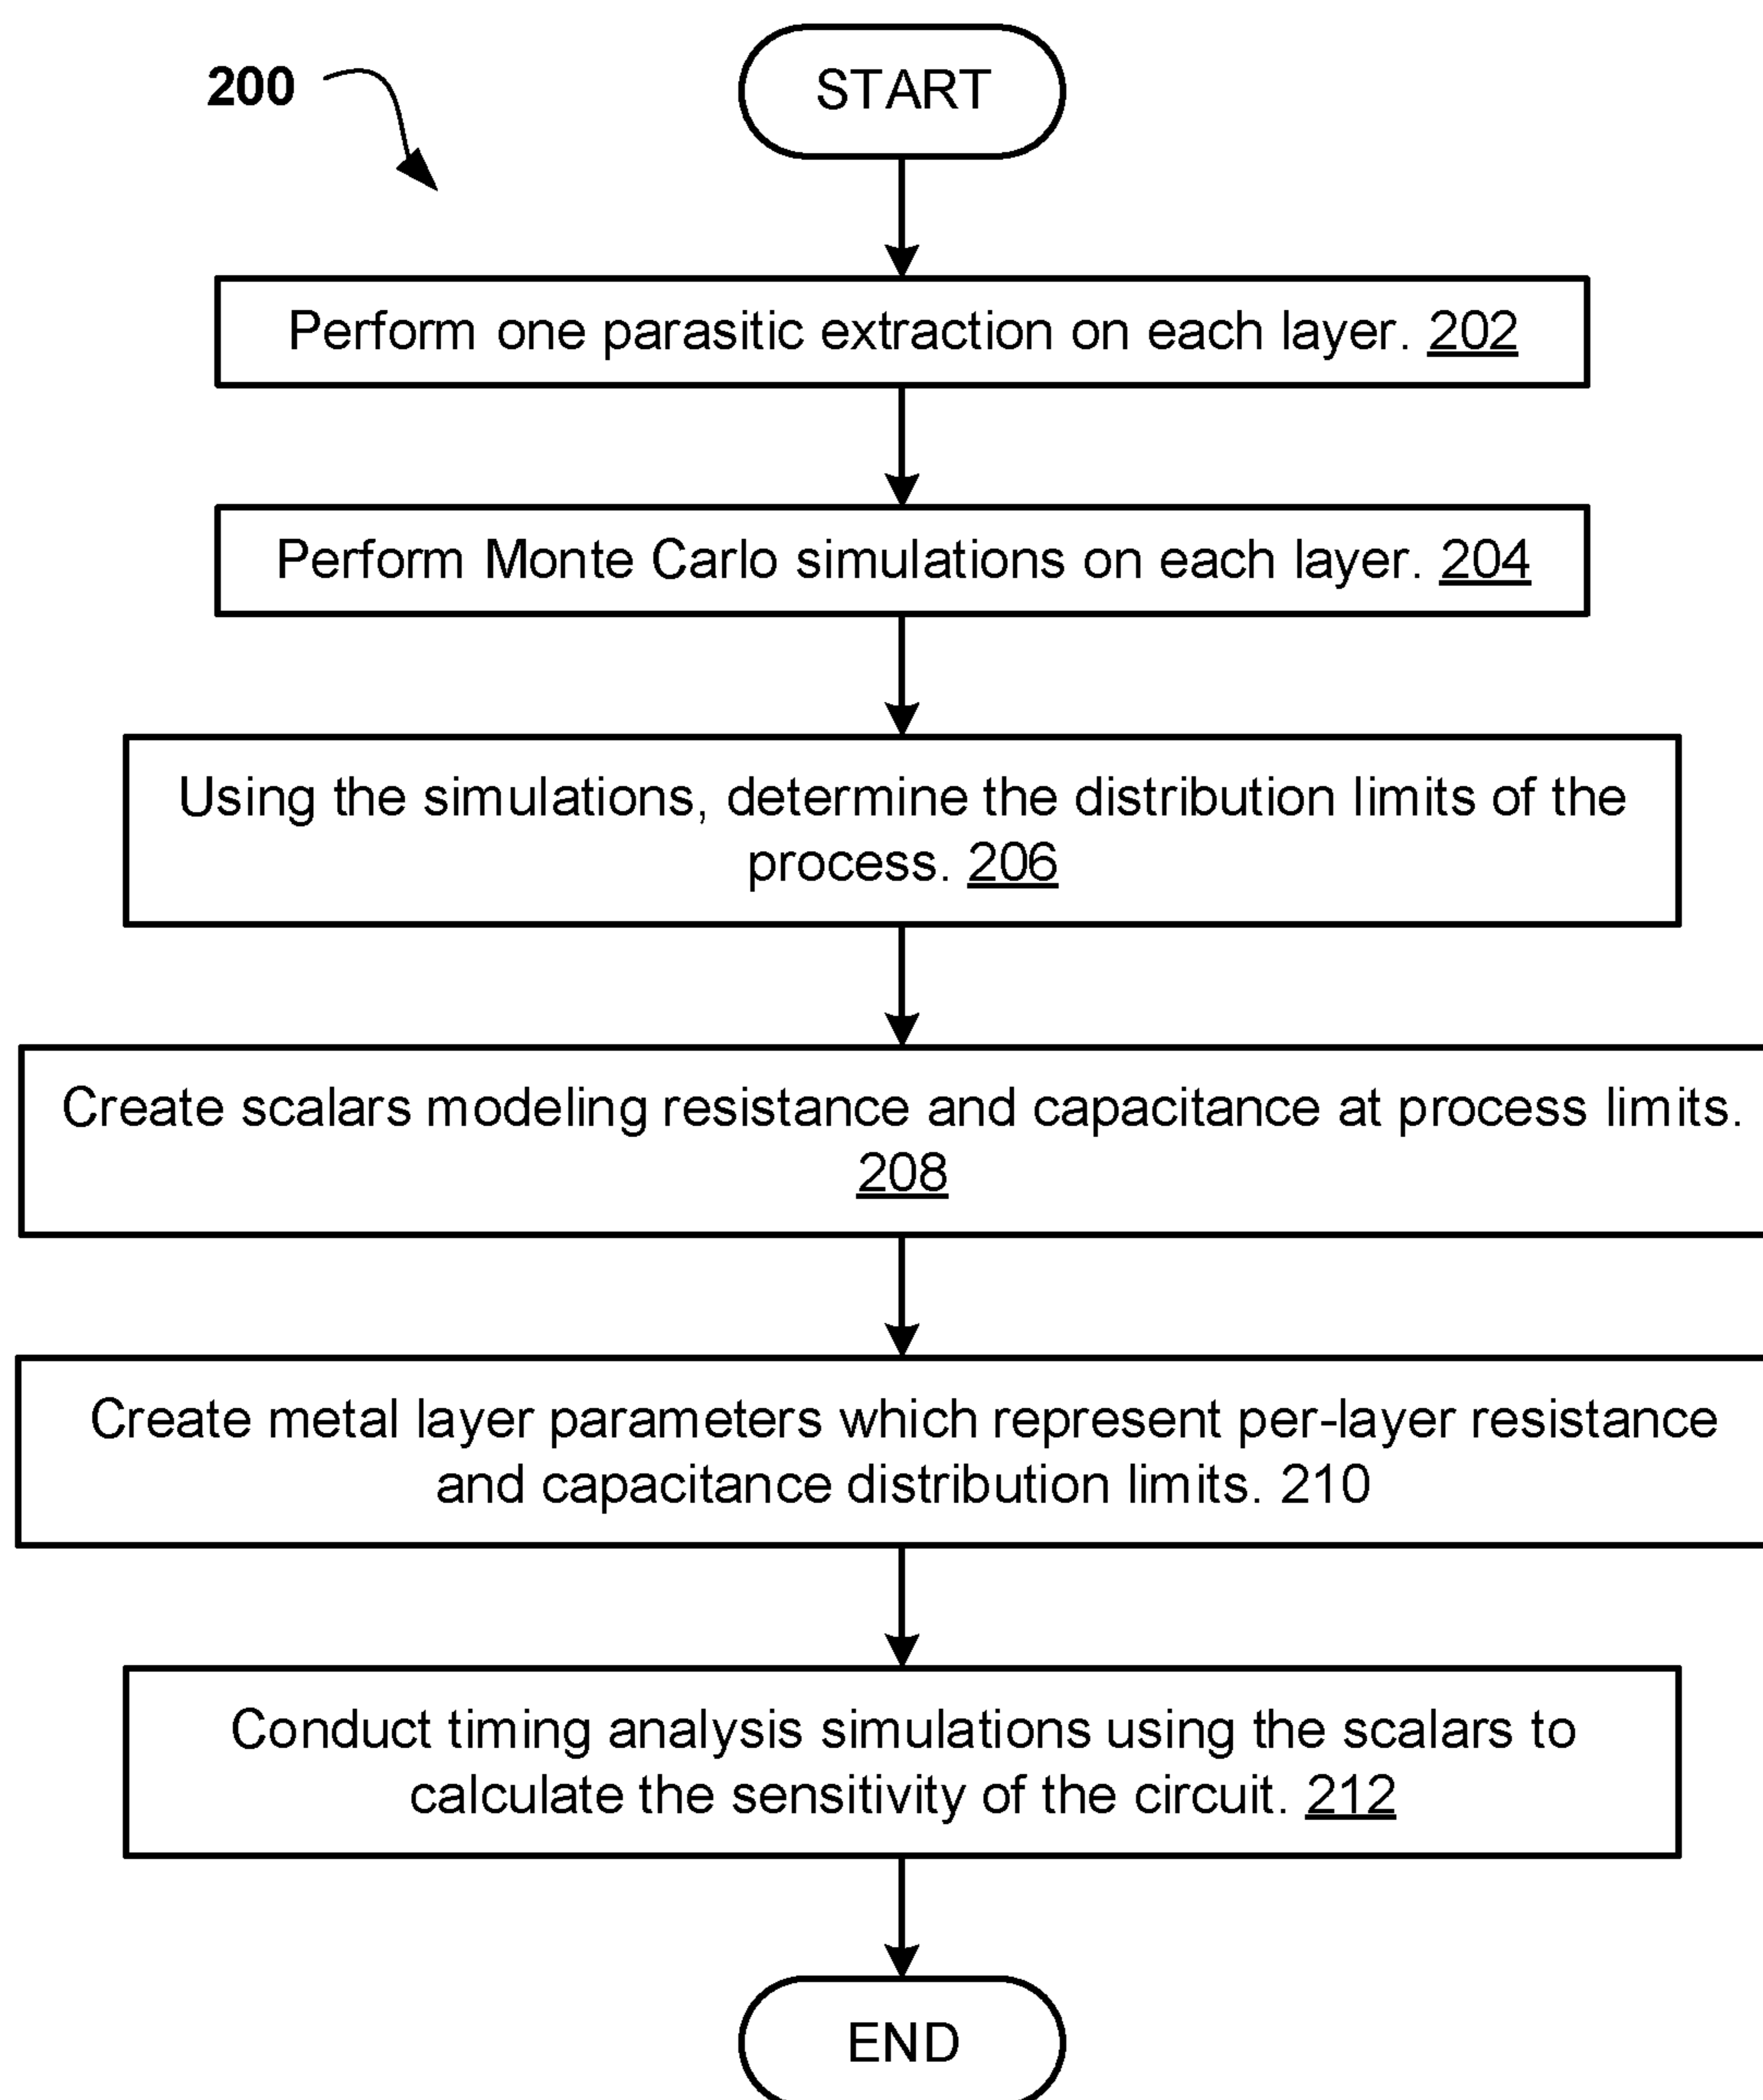 200
START
Perform one parasitic extraction on each layer. 202
Perform Monte Carlo simulations on each layer. 204
Using the simulations, determine the distribution limits of the
process. 206
Create scalars modeling resistance and capacitance at process limits.
208
Create metal layer parameters which represent per-layer resistance
and capacitance distribution limits. 210
Conduct timing analysis simulations using the scalars to
calculate the sensitivity of the circuit. 212
END